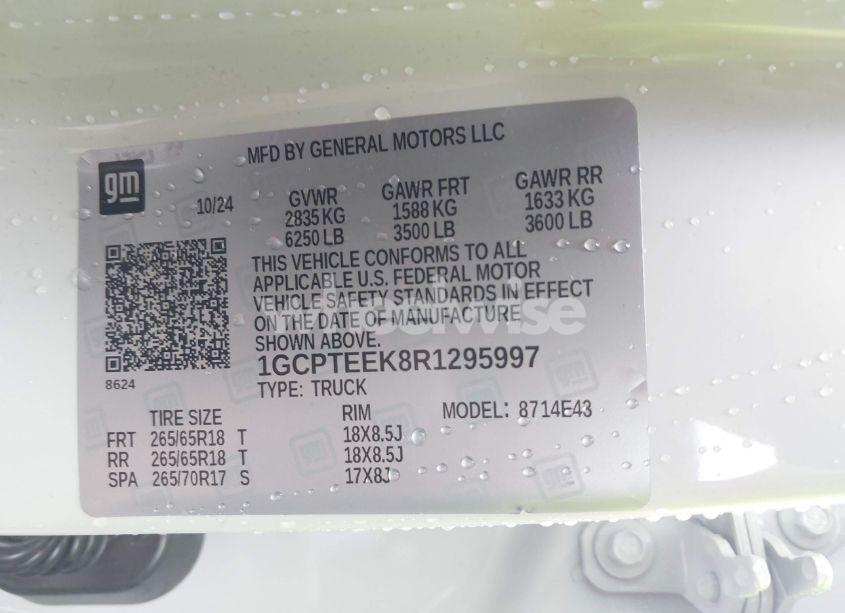 MFD BY GENERAL MOTORS LLC
gm
10/24
GVWR GAWR FRT GAWR RR
2835 KG 1588 KG 1633 KG
6250 LB 3500 LB 3600 LB
THIS VEHICLE CONFORMS TO ALL
APPLICABLE U.S. FEDERAL MOTOR
VEHICLE SAFETY STANDARDS IN EFFECT
ON THE DATE OF MANUFACTURE
SHOWN ABOVE.
1GCPTEEK8R1295997
8624
TYPE: TRUCK
TIRE SIZE RIM MODEL: 8714E43
FRT 265/65R18 T 18X8.5J
RR 265/65R18 T 18X8.5J
SPA 265/70R17 S 17X8J